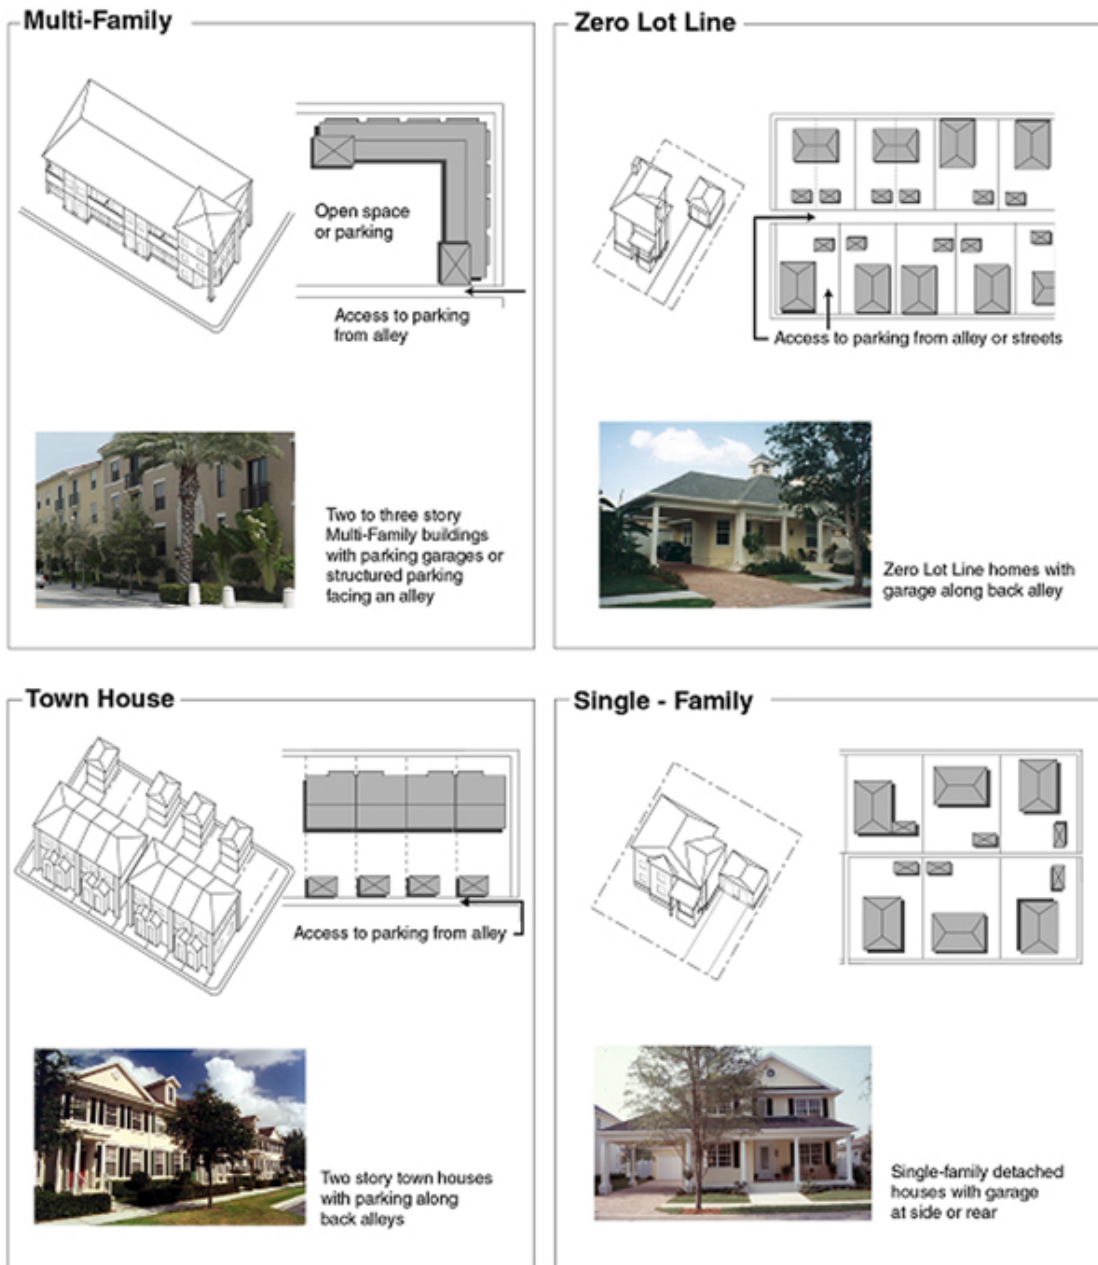 Multi-Family
Open space
or parking
Access to parking
from alley
Two to three story
Multi-Family buildings
with parking garages or
structured parking
facing an alley
Zero Lot Line
Access to parking from alley or streets
Zero Lot Line homes with
garage along back alley
Town House
Access to parking from alley
Two story town houses
with parking along
back alleys
Single - Family
Single-family detached
houses with garage
at side or rear